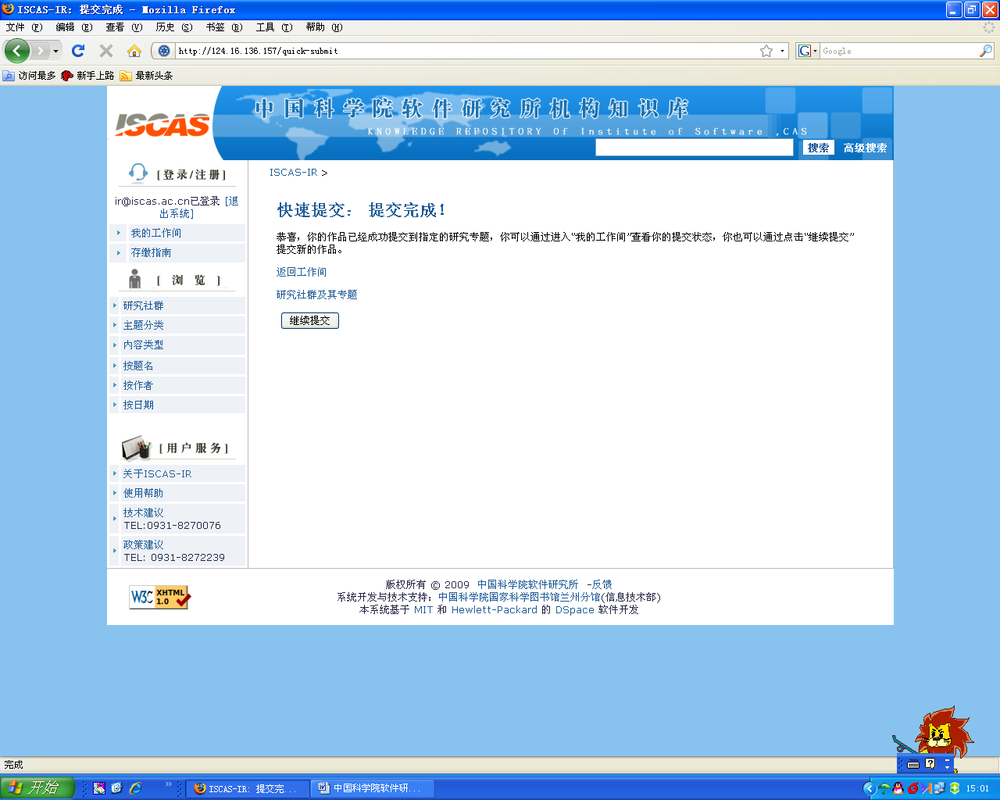 ISCAS-IR: 提交完成 - Mozilla Firefox
文件 (F) 编辑 (E) 查看 (V) 历史 (S) 书签 (B) 工具 (T) 帮助 (H)
http://124.16.136.157/quick-submit
G Google
访问最多 新手上路 最新头条
ISCAS
中国科学院软件研究所机构知识库
KNOWLEDGE REPOSITORY Of Institute of Software ,CAS
搜索 高级搜索
[登录/注册]
ir@iscas.ac.cn已登录 [退
出系统]
我的工作间
存缴指南
[ 浏 览 ]
研究社群
主题分类
内容类型
按题名
按作者
按日期
[用户服务]
关于ISCAS-IR
使用帮助
技术建议
TEL:0931-8270076
政策建议
TEL: 0931-8272239
ISCAS-IR >
快速提交： 提交完成！
恭喜，你的作品已经成功提交到指定的研究专题，你可以通过进入“我的工作间”查看你的提交状态，你也可以通过点击“继续提交”
提交新的作品。
返回工作间
研究社群及其专题
继续提交
W3C XHTML 1.0
版权所有 © 2009 中国科学院软件研究所 -反馈
系统开发与技术支持：中国科学院国家科学图书馆兰州分馆(信息技术部)
本系统基于 MIT 和 Hewlett-Packard 的 DSpace 软件开发
完成
开始
ISCAS-IR: 提交完...
中国科学院软件研...
15:01